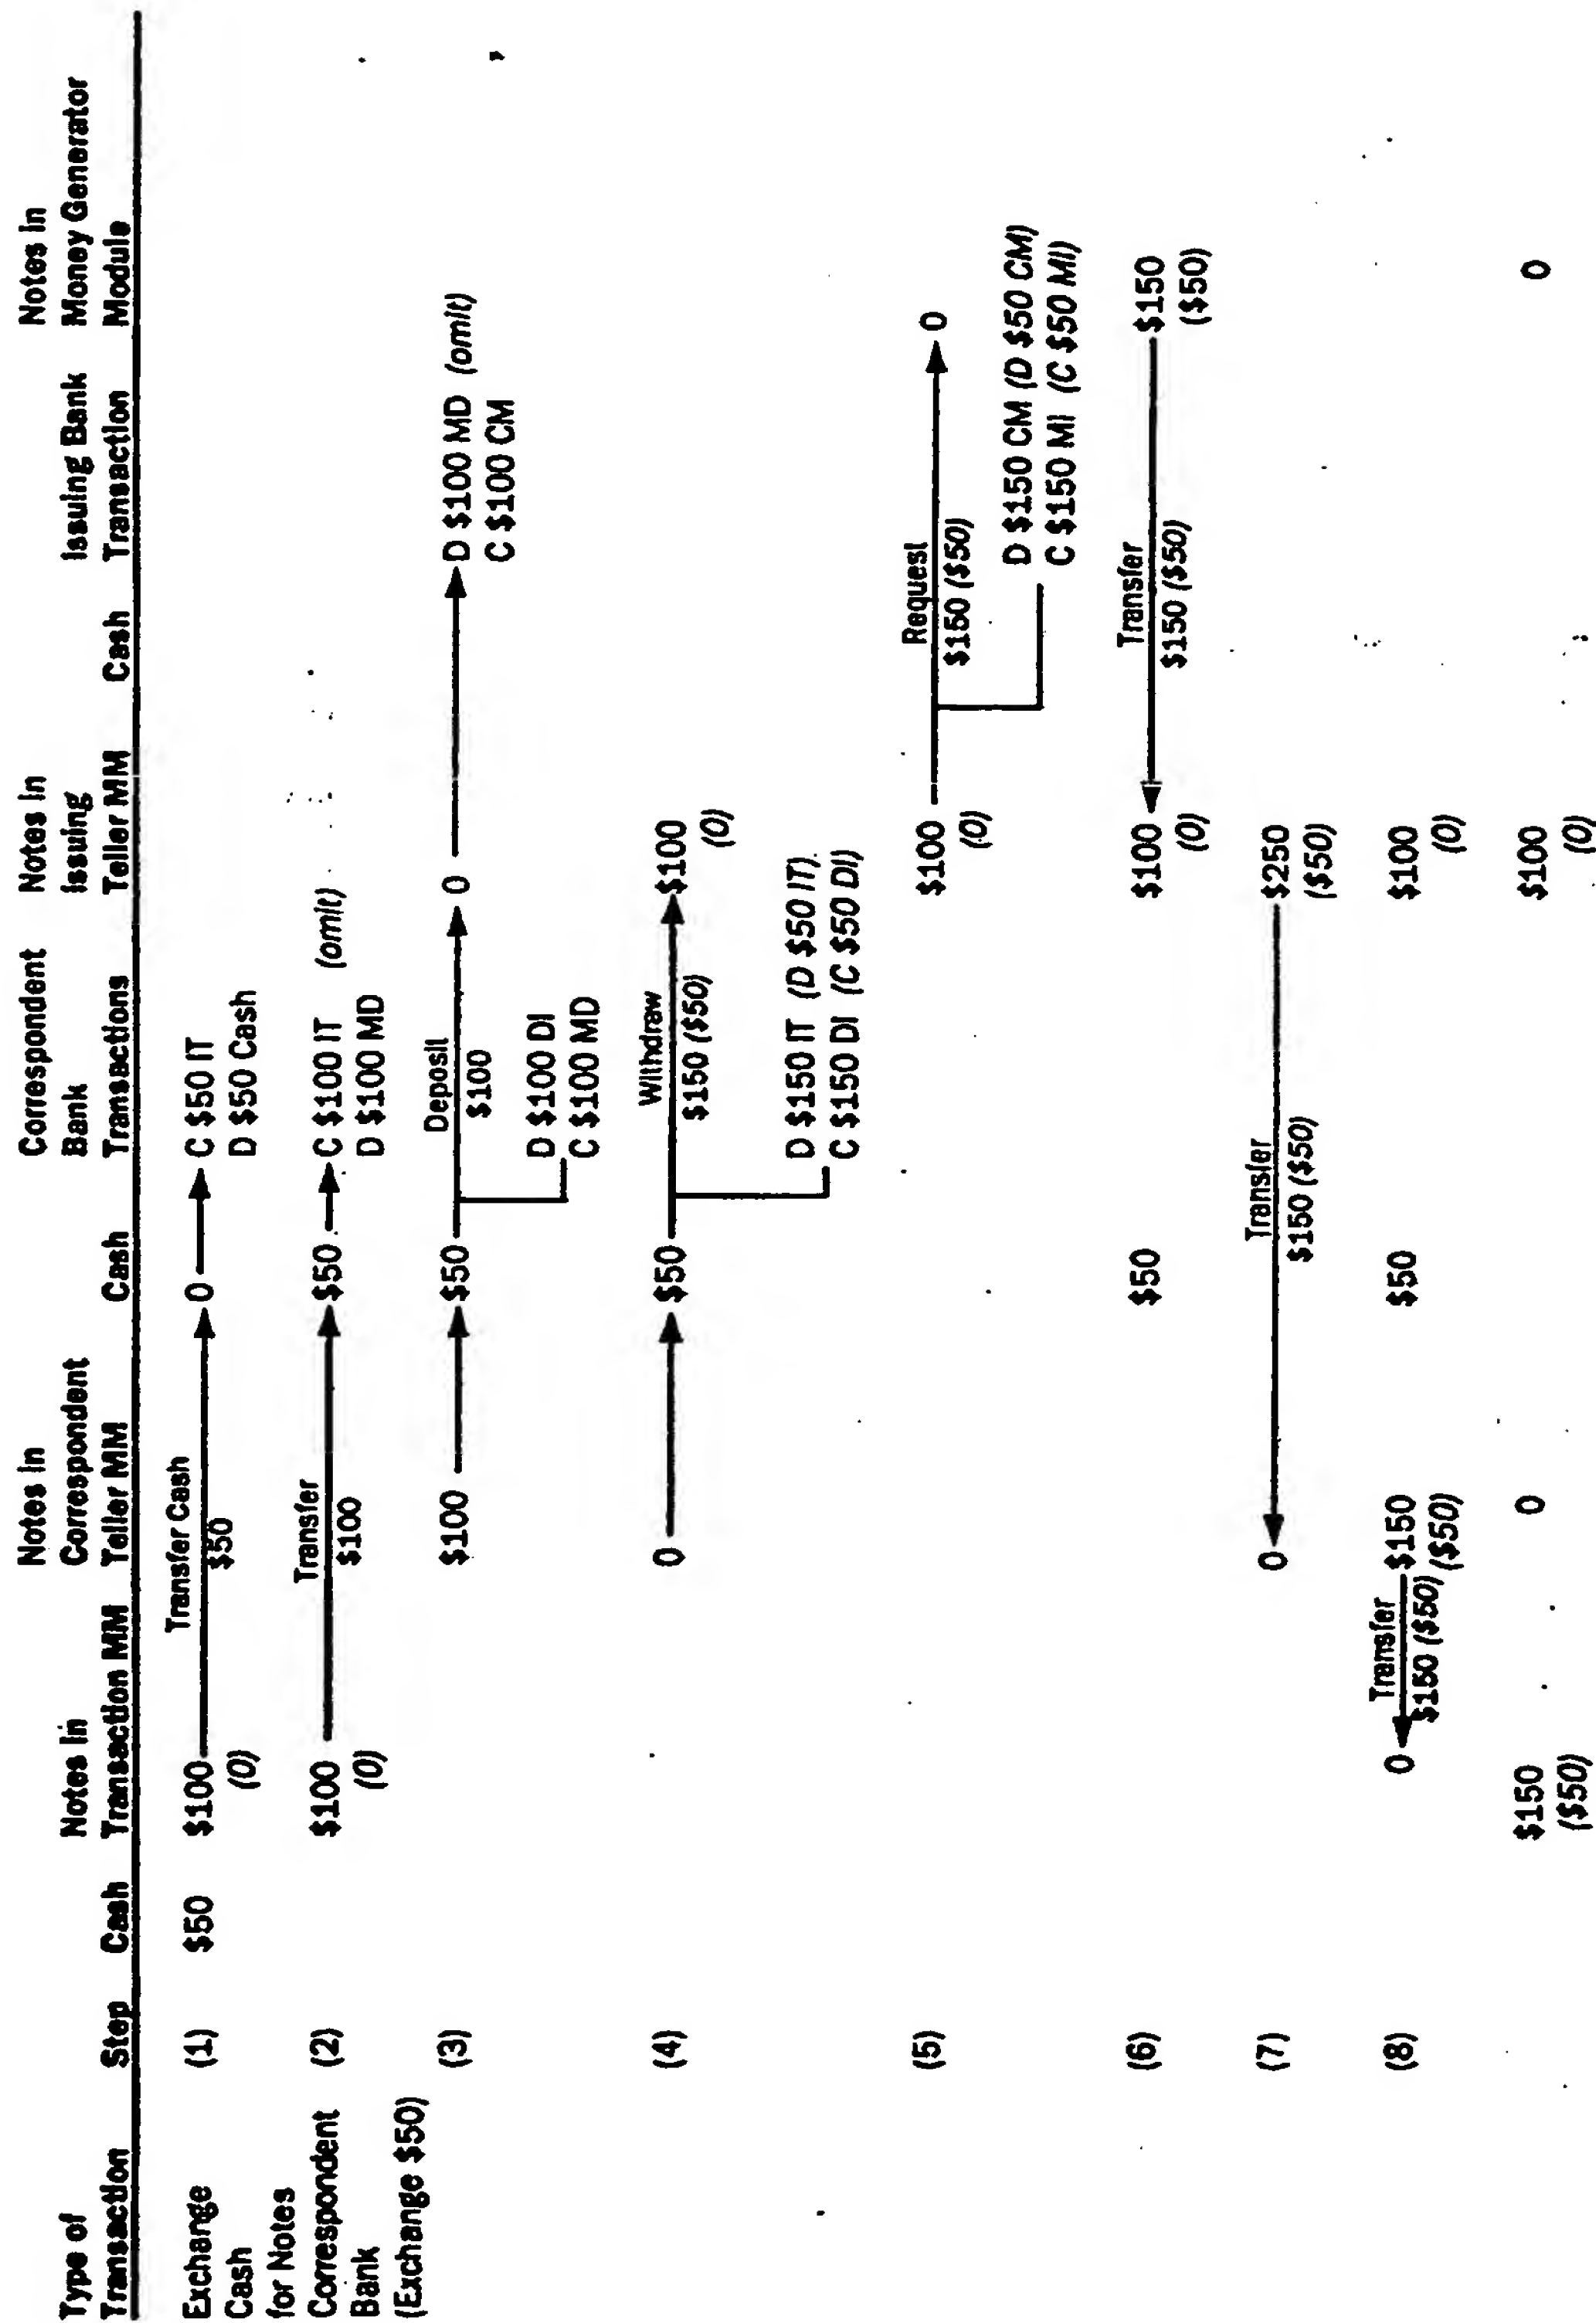 Type of Transaction
Step
Cash
Notes in Transaction MM
Notes in Correspondent Teller MM
Cash
Correspondent Bank Transactions
Notes in Issuing Teller MM
Cash
Issuing Bank Transaction
Notes in Money Generator Module
Exchange
Cash
for Notes
Correspondent
Bank
(Exchange $50)
(1) $50 $100 Transfer Cash 0 C $50 IT
(0) $50 D $50 Cash
(2) $100 Transfer $50 C $100 IT (omit)
(0) $100 D $100 MD
(3) $100 $50 Deposit 0 D $100 MD (omit)
$100 C $100 CM
D $100 DI
C $100 MD
(4) 0 $50 Withdraw $100
$150 ($50) (0)
D $150 IT (D $50 IT)
C $150 DI (C $50 DI)
(5) $100 Request 0
(0) $150 ($50)
D $150 CM (D $50 CM)
C $150 MI (C $50 MI)
(6) $50 $100 Transfer $150
(0) $150 ($50) ($50)
(7) 0 Transfer $250
$150 ($50) ($50)
(8) 0 Transfer $150 $50 $100
$150 ($50) ($50) (0)
$150 0 $100 0
($50) (0)